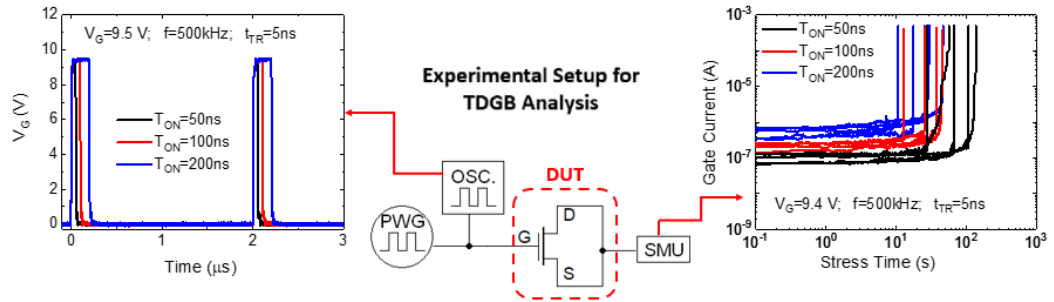 V_G=9.5 V; f=500kHz; t_TR=5ns
12
10
8
6
4
2
0
V_G (V)
T_ON=50ns
T_ON=100ns
T_ON=200ns
0
1
2
3
Time (μs)
Experimental Setup for
TDGB Analysis
OSC.
PWG
DUT
G
D
S
SMU
10^-3
10^-5
10^-7
10^-9
Gate Current (A)
T_ON=50ns
T_ON=100ns
T_ON=200ns
V_G=9.4 V; f=500kHz; t_TR=5ns
10^-1
10^0
10^1
10^2
10^3
Stress Time (s)